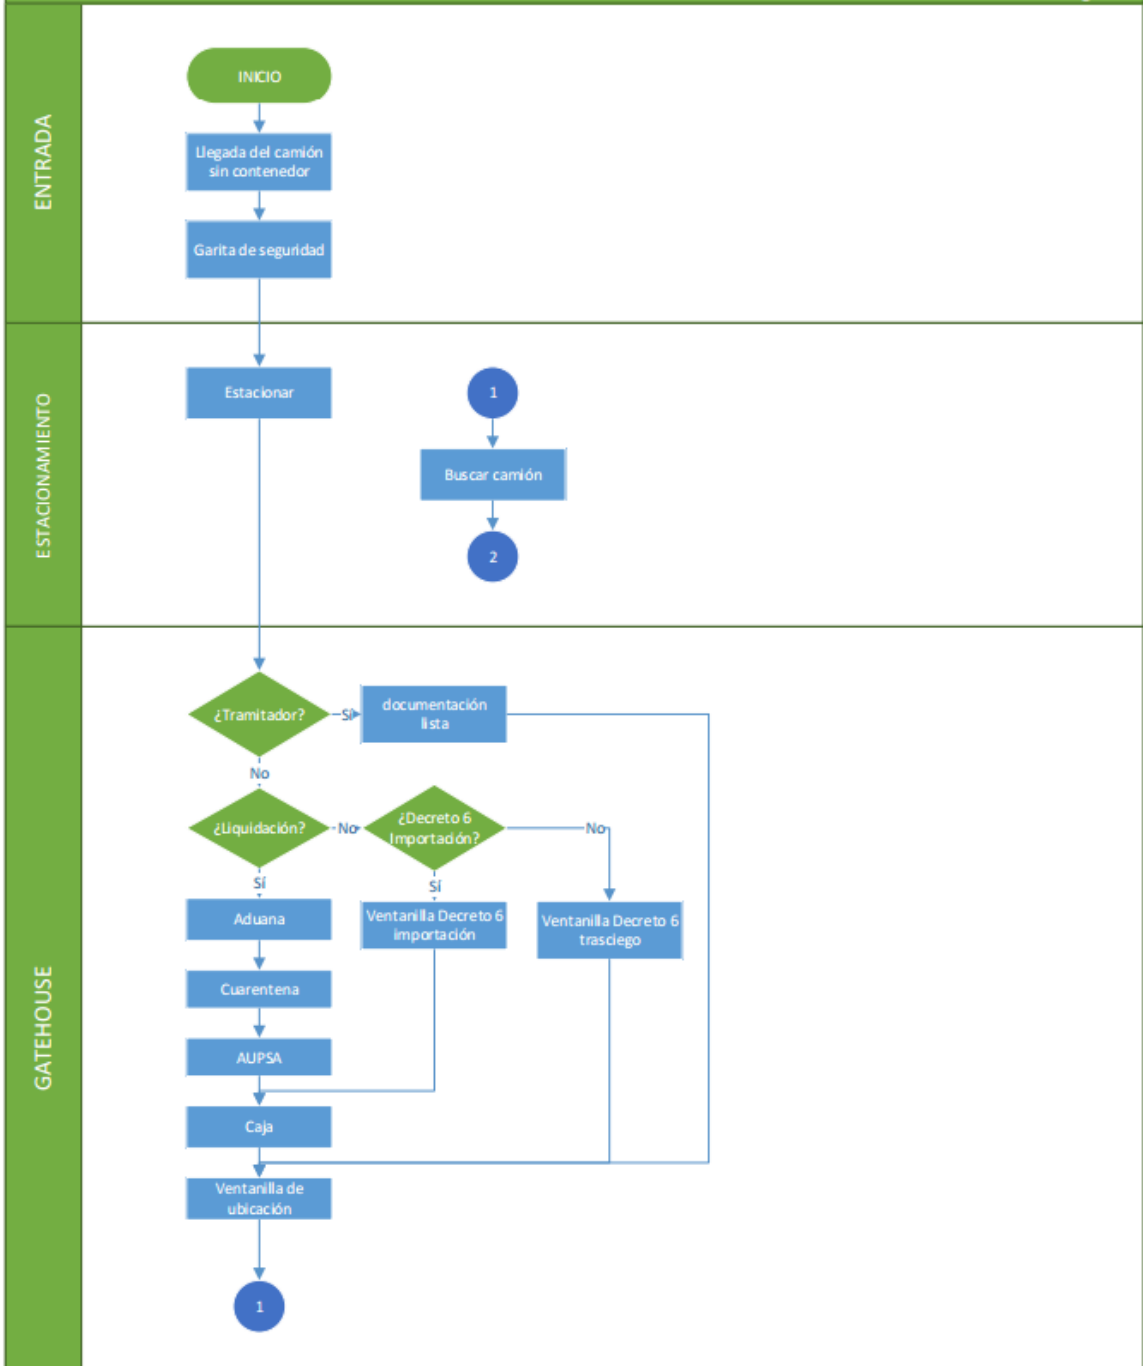 ENTRADA
INICIO
Llegada del camión
sin contenedor
Garita de seguridad
ESTACIONAMIENTO
Estacionar
1
Buscar camión
2
GATEHOUSE
¿Tramitador?
Sí
documentación
lista
No
¿Liquidación?
No
¿Decreto 6
Importación?
No
Sí
Sí
Aduana
Ventanilla Decreto 6
importación
Ventanilla Decreto 6
trasciego
Cuarentena
AUPSA
Caja
Ventanilla de
ubicación
1